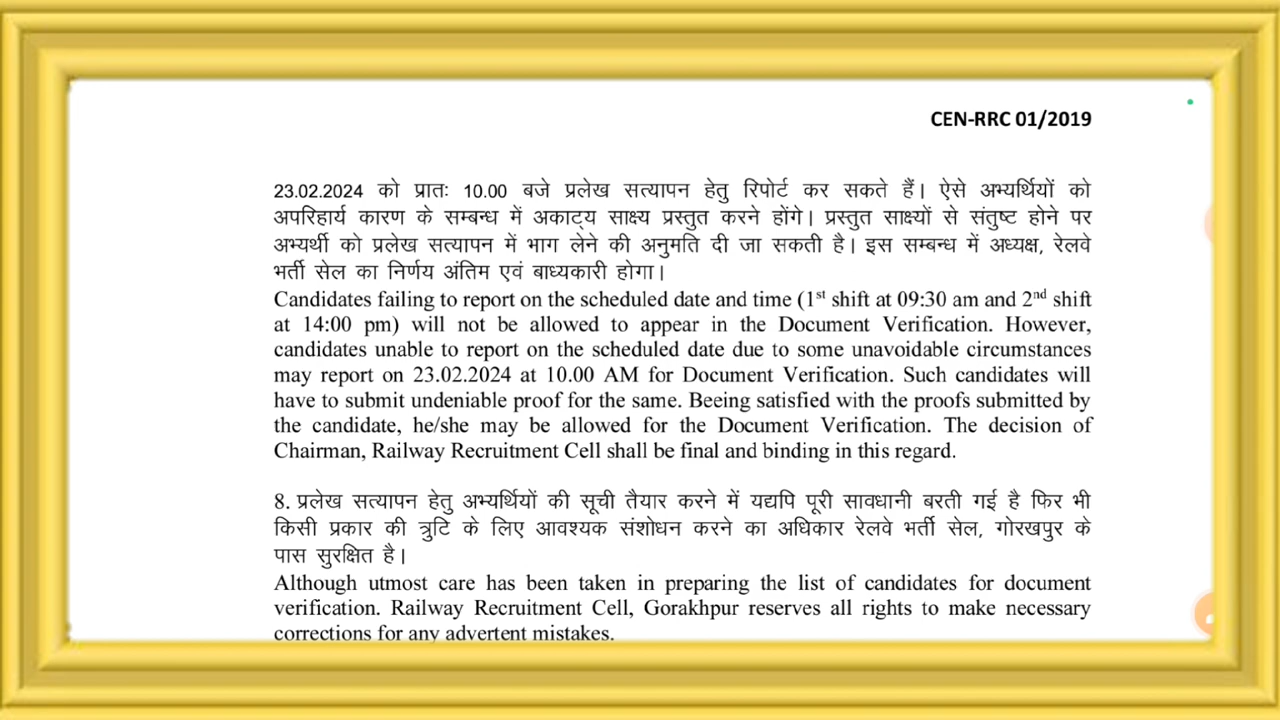 CEN-RRC 01/2019
23.02.2024 को प्रातः 10.00 बजे प्रलेख सत्यापन हेतु रिपोर्ट कर सकते हैं। ऐसे अभ्यर्थियों को
अपरिहार्य कारण के सम्बन्ध में अकाट्य साक्ष्य प्रस्तुत करने होंगे। प्रस्तुत साक्ष्यों से संतुष्ट होने पर
अभ्यर्थी को प्रलेख सत्यापन में भाग लेने की अनुमति दी जा सकती है। इस सम्बन्ध में अध्यक्ष, रेलवे
भर्ती सेल का निर्णय अंतिम एवं बाध्यकारी होगा।
Candidates failing to report on the scheduled date and time (1st shift at 09:30 am and 2nd shift
at 14:00 pm) will not be allowed to appear in the Document Verification. However,
candidates unable to report on the scheduled date due to some unavoidable circumstances
may report on 23.02.2024 at 10.00 AM for Document Verification. Such candidates will
have to submit undeniable proof for the same. Beeing satisfied with the proofs submitted by
the candidate, he/she may be allowed for the Document Verification. The decision of
Chairman, Railway Recruitment Cell shall be final and binding in this regard.
8. प्रलेख सत्यापन हेतु अभ्यर्थियों की सूची तैयार करने में यद्यपि पूरी सावधानी बरती गई है फिर भी
किसी प्रकार की त्रुटि के लिए आवश्यक संशोधन करने का अधिकार रेलवे भर्ती सेल, गोरखपुर के
पास सुरक्षित है।
Although utmost care has been taken in preparing the list of candidates for document
verification. Railway Recruitment Cell, Gorakhpur reserves all rights to make necessary
corrections for any advertent mistakes.